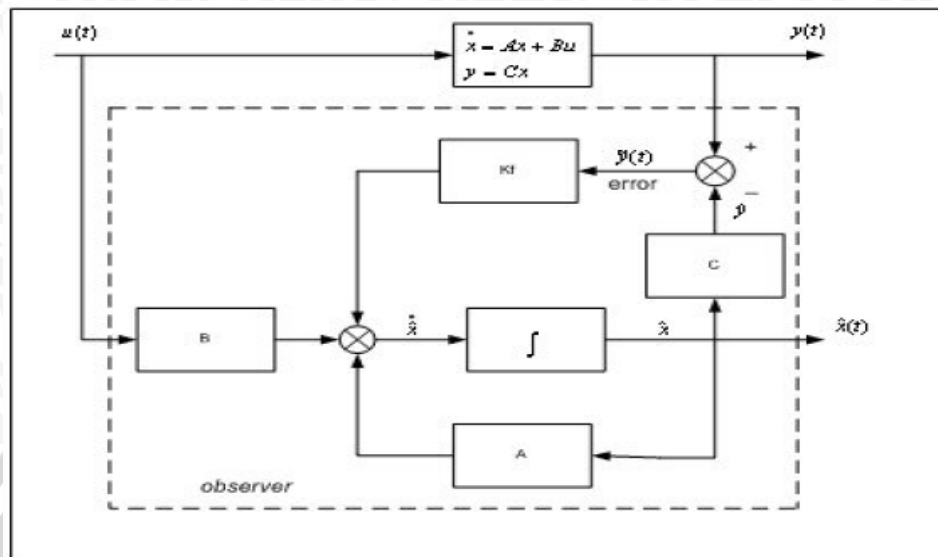 u(t)
y(t)
ẋ = Ax + Bu
y = Cx
Kf
ỹ(t)
error
+
−
ŷ
C
B
x̂̇
∫
x̂
x̂(t)
A
observer